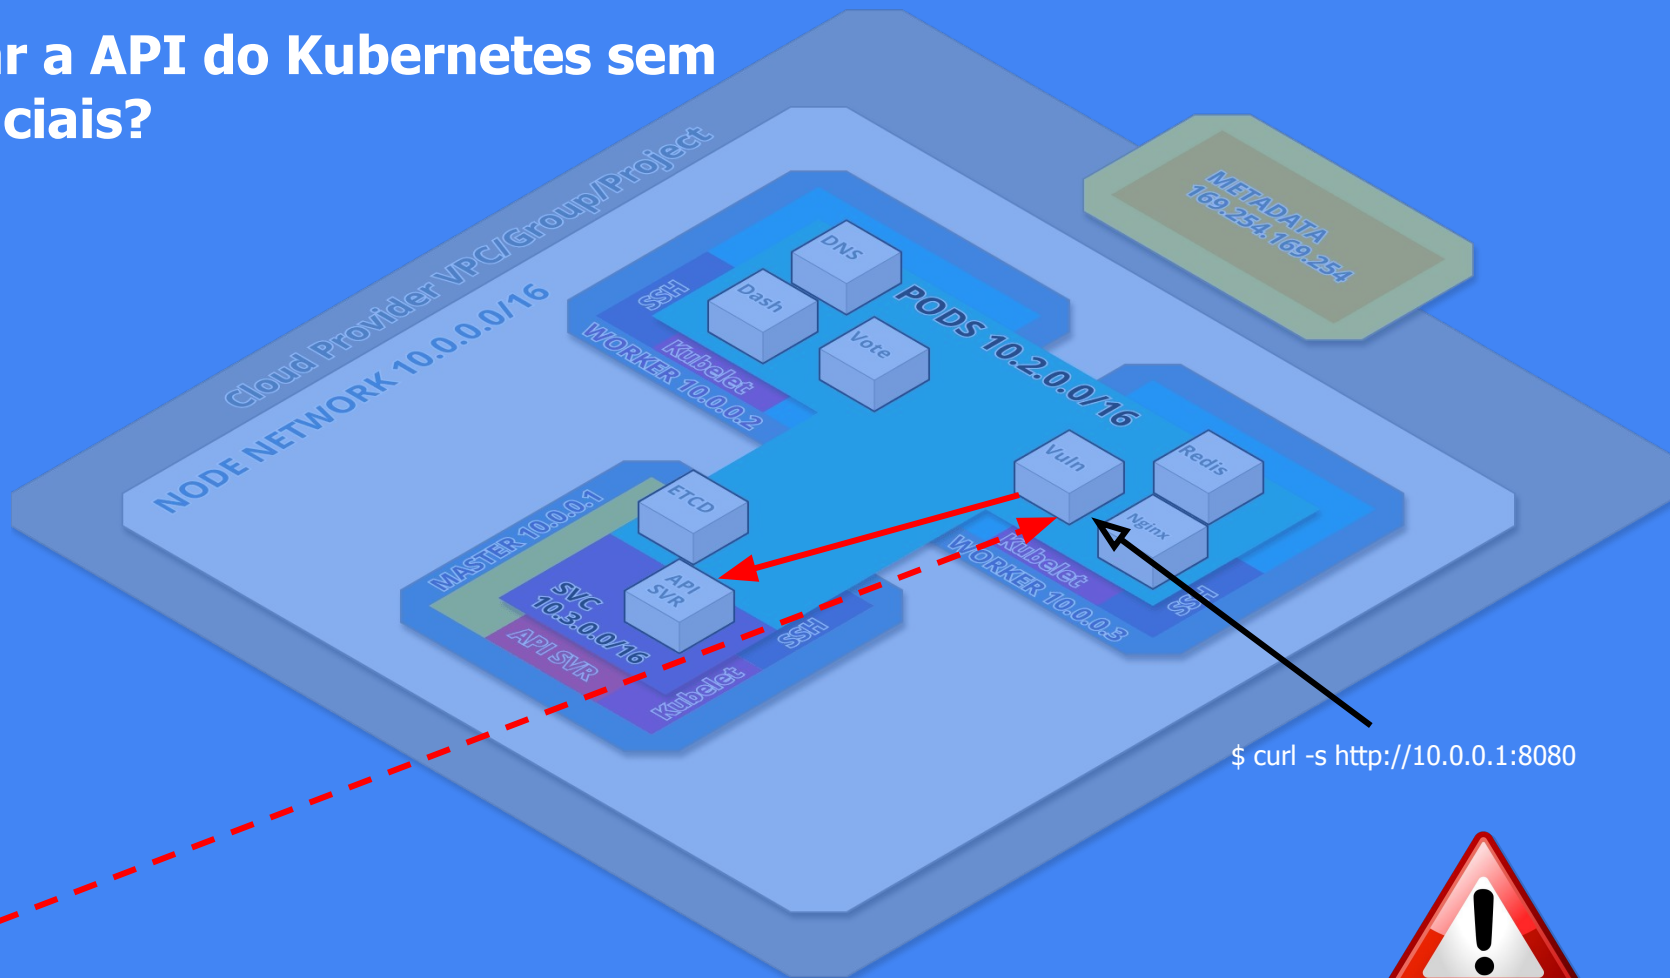 r a API do Kubernetes sem
ciais?
Cloud Provider VPC/Group/Project
NODE NETWORK 10.0.0.0/16
METADATA
169.254.169.254
DNS
Dash
Vote
SSH
Kubelet
WORKER 10.0.0.2
PODS 10.2.0.0/16
Vuln
Redis
Nginx
Kubelet
WORKER 10.0.0.3
MASTER 10.0.0.1
ETCD
API
SVR
SVC
10.3.0.0/16
API SVR
Kubelet
SSH
$ curl -s http://10.0.0.1:8080
!